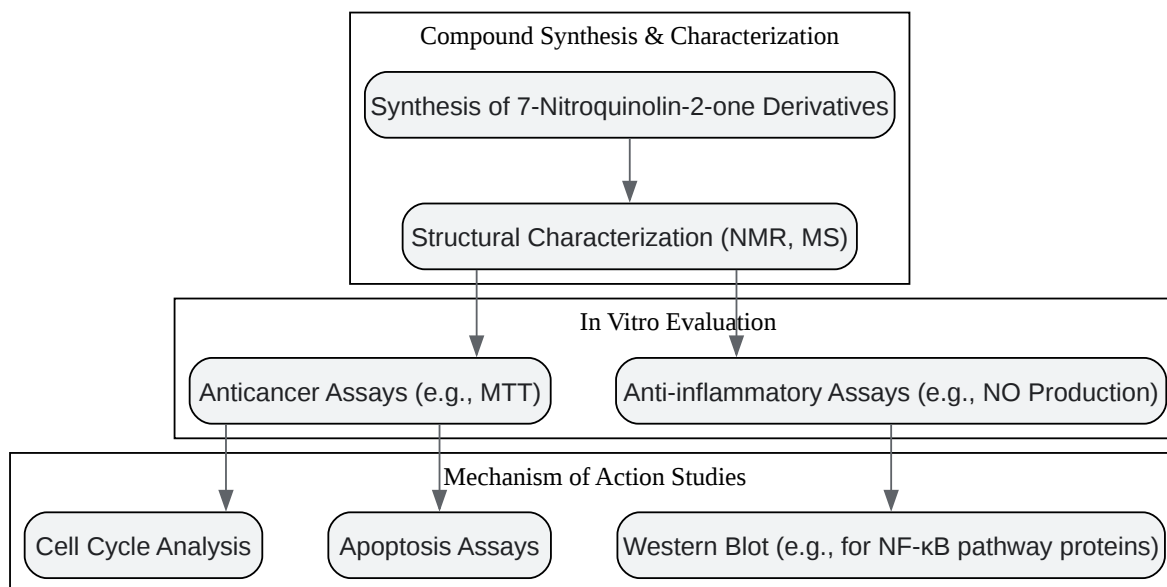 Compound Synthesis & Characterization
Synthesis of 7-Nitroquinolin-2-one Derivatives
Structural Characterization (NMR, MS)
In Vitro Evaluation
Anticancer Assays (e.g., MTT)
Anti-inflammatory Assays (e.g., NO Production)
Mechanism of Action Studies
Cell Cycle Analysis
Apoptosis Assays
Western Blot (e.g., for NF-κB pathway proteins)